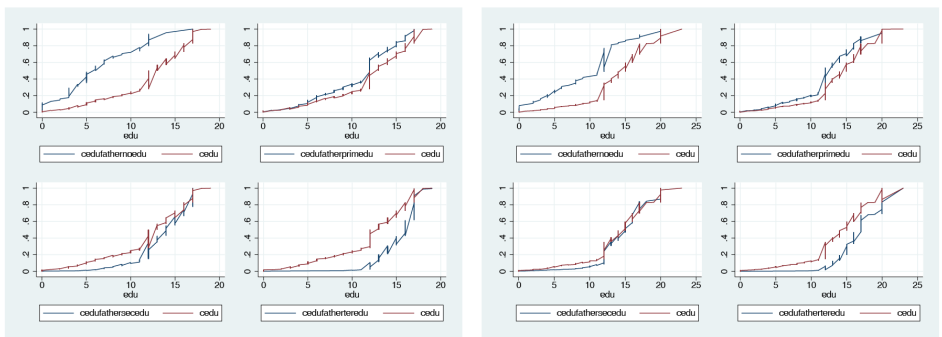 0 .2 .4 .6 .8 1
0 5 10 15 20
edu
cedufathernoedu cedu
0 .2 .4 .6 .8 1
0 5 10 15 20
edu
cedufatherprimedu cedu
0 .2 .4 .6 .8 1
0 5 10 15 20
edu
cedufathersecedu cedu
0 .2 .4 .6 .8 1
0 5 10 15 20
edu
cedufatherteredu cedu
0 .2 .4 .6 .8 1
0 5 10 15 20 25
edu
cedufathernoedu cedu
0 .2 .4 .6 .8 1
0 5 10 15 20 25
edu
cedufatherprimedu cedu
0 .2 .4 .6 .8 1
0 5 10 15 20 25
edu
cedufathersecedu cedu
0 .2 .4 .6 .8 1
0 5 10 15 20 25
edu
cedufatherteredu cedu